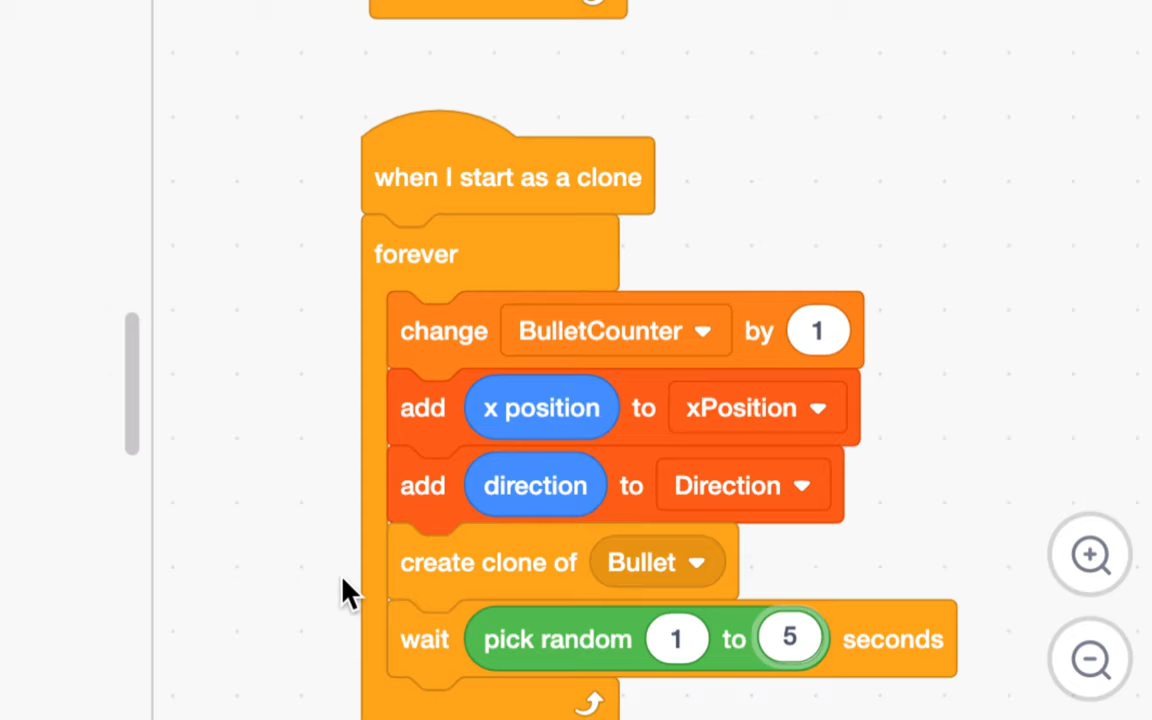 when I start as a clone
forever
change BulletCounter by 1
add x position to xPosition
add direction to Direction
create clone of Bullet
wait pick random 1 to 5 seconds